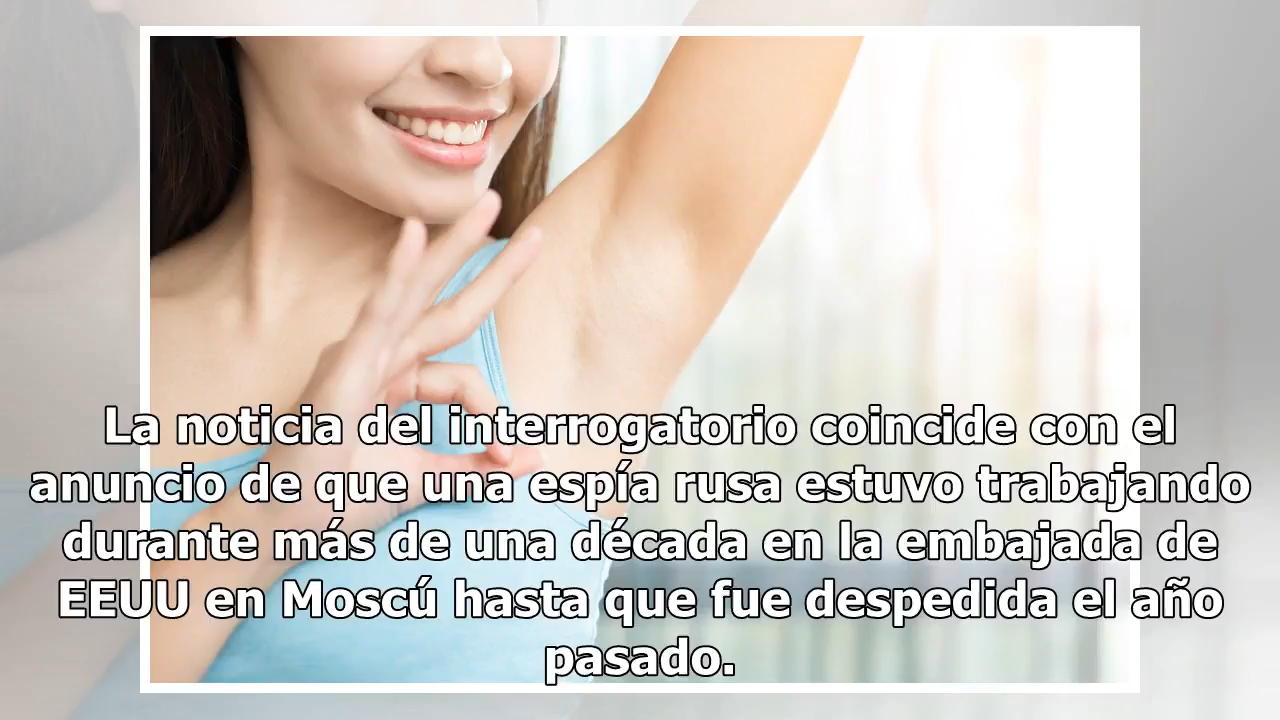 La noticia del interrogatorio coincide con el
anuncio de que una espía rusa estuvo trabajando
durante más de una década en la embajada de
EEUU en Moscú hasta que fue despedida el año
pasado.